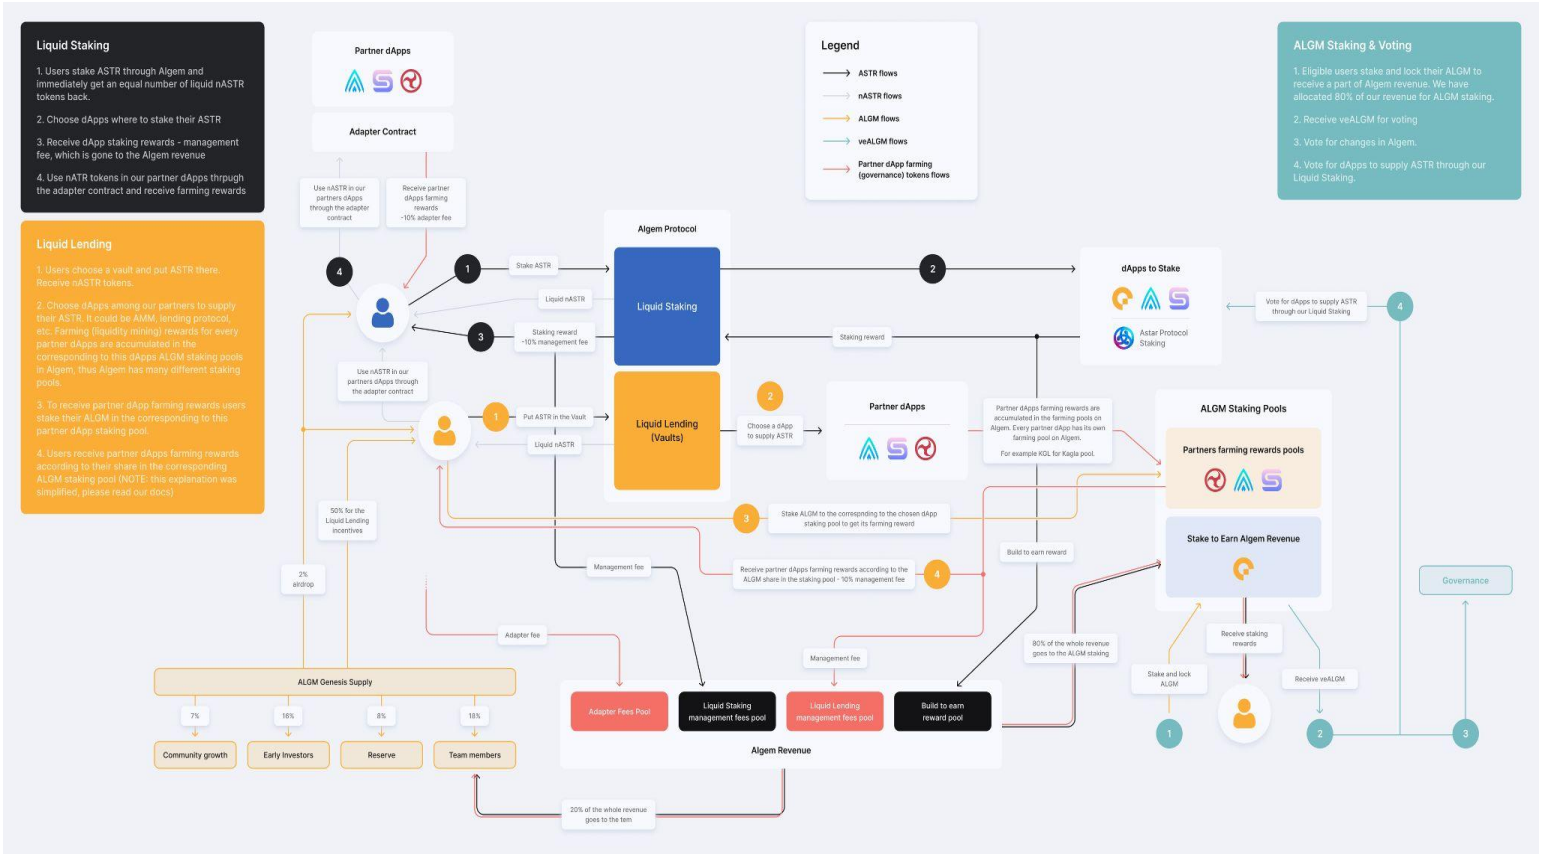 Liquid Staking
1. Users stake ASTR through Algem and
immediately get an equal number of liquid nASTR
tokens back.
2. Choose dApps where to stake their ASTR
3. Receive dApp staking rewards - management
fee, which is gone to the Algem revenue
4. Use nATR tokens in our partner dApps thrpugh
the adapter contract and receive farming rewards
Liquid Lending
1. Users choose a vault and put ASTR there.
Receive nASTR tokens.
2. Choose dApps among our partners to supply
their ASTR. It could be AMM, lending protocol,
etc. Farming (liquidity mining) rewards for every
partner dApps are accumulated in the
corresponding to this dApps ALGM staking pools
in Algem, thus Algem has many different staking
pools.
3. To receive partner dApp farming rewards users
stake their ALGM in the corresponding to this
partner dApp staking pool.
4. Users receive partner dApps farming rewards
according to their share in the corresponding
ALGM staking pool (NOTE: this explanation was
simplified, please read our docs)
Partner dApps
Adapter Contract
Use nASTR in our
partners dApps
through the adapter
contract
Receive partner
dApps farming
rewards
-10% adapter fee
4
1
Stake ASTR
Liquid nASTR
3
Staking reward
-10% management fee
Use nASTR in our
partners dApps through
the adapter contract
1
Put ASTR in the Vault
Liquid nASTR
Algem Protocol
Liquid Staking
Liquid Lending
(Vaults)
Legend
ASTR flows
nASTR flows
ALGM flows
veALGM flows
Partner dApp farming
(governance) tokens flows
ALGM Staking & Voting
1. Eligible users stake and lock their ALGM to
receive a part of Algem revenue. We have
allocated 80% of our revenue for ALGM staking.
2. Receive veALGM for voting
3. Vote for changes in Algem.
4. Vote for dApps to supply ASTR through our
Liquid Staking.
2
Staking reward
dApps to Stake
Astar Protocol
Staking
Vote for dApps to supply ASTR
through our Liquid Staking
4
2
Choose a dApp
to supply ASTR
Partner dApps
Partner dApps farming rewards are
accumulated in the farming pools on
Algem. Every partner dApp has its own
farming pool on Algem.
For example KGL for Kagla pool.
ALGM Staking Pools
Partners farming rewards pools
Stake to Earn Algem Revenue
3
Stake ALGM to the correspnding to the chosen dApp
staking pool to get its farming reward
Receive partner dApps farming rewards according to the
ALGM share in the staking pool - 10% management fee
4
Build to earn reward
Management fee
50% for the
Liquid Lending
incentives
2%
airdrop
Adapter fee
Management fee
80% of the whole revenue
goes to the ALGM staking
Governance
Stake and lock
ALGM
Receive staking
rewards
Receive veALGM
1
2
3
ALGM Genesis Supply
7%
16%
8%
18%
Community growth
Early Investors
Reserve
Team members
Adapter Fees Pool
Liquid Staking
management fees pool
Liquid Lending
management fees pool
Build to earn
reward pool
Algem Revenue
20% of the whole revenue
goes to the tem